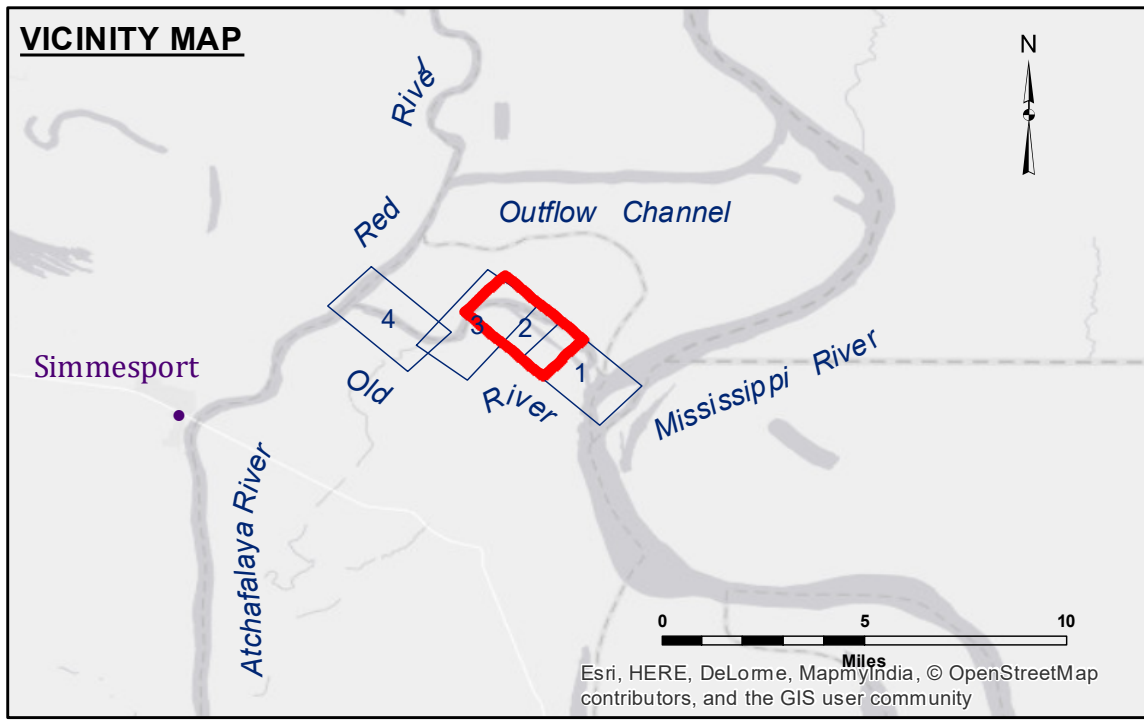 VICINITY MAP
N
River
Red
Outflow Channel
4
3
2
1
Simmesport
Old
River
Mississippi River
Atchafalaya River
0 5 10
Miles
Esri, HERE, DeLorme, MapmyIndia, © OpenStreetMap
contributors, and the GIS user community